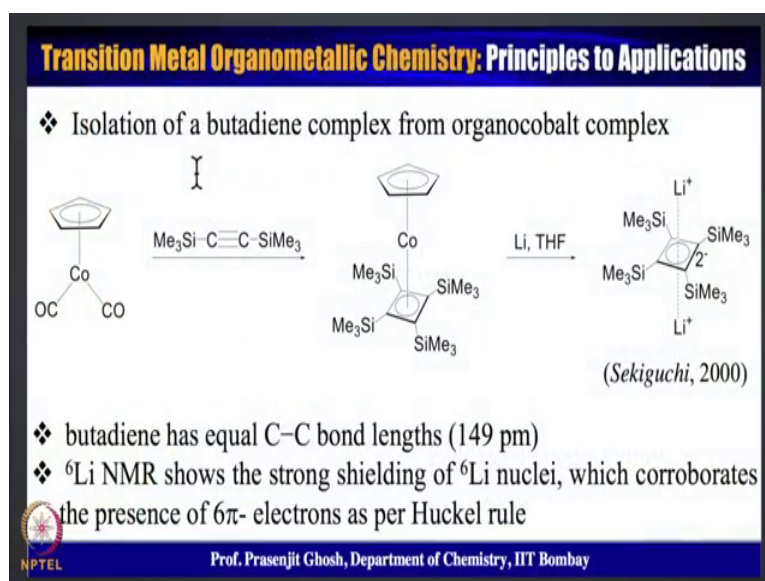 Transition Metal Organometallic Chemistry: Principles to Applications
❖ Isolation of a butadiene complex from organocobalt complex
Co
OC CO
Me₃Si-C≡C-SiMe₃
Co
Me₃Si
SiMe₃
Me₃Si
SiMe₃
Li, THF
Li⁺
Me₃Si
SiMe₃
Me₃Si
2⁻
SiMe₃
Li⁺
(Sekiguchi, 2000)
❖ butadiene has equal C−C bond lengths (149 pm)
❖ ⁶Li NMR shows the strong shielding of ⁶Li nuclei, which corroborates
the presence of 6π- electrons as per Huckel rule
NPTEL
Prof. Prasenjit Ghosh, Department of Chemistry, IIT Bombay